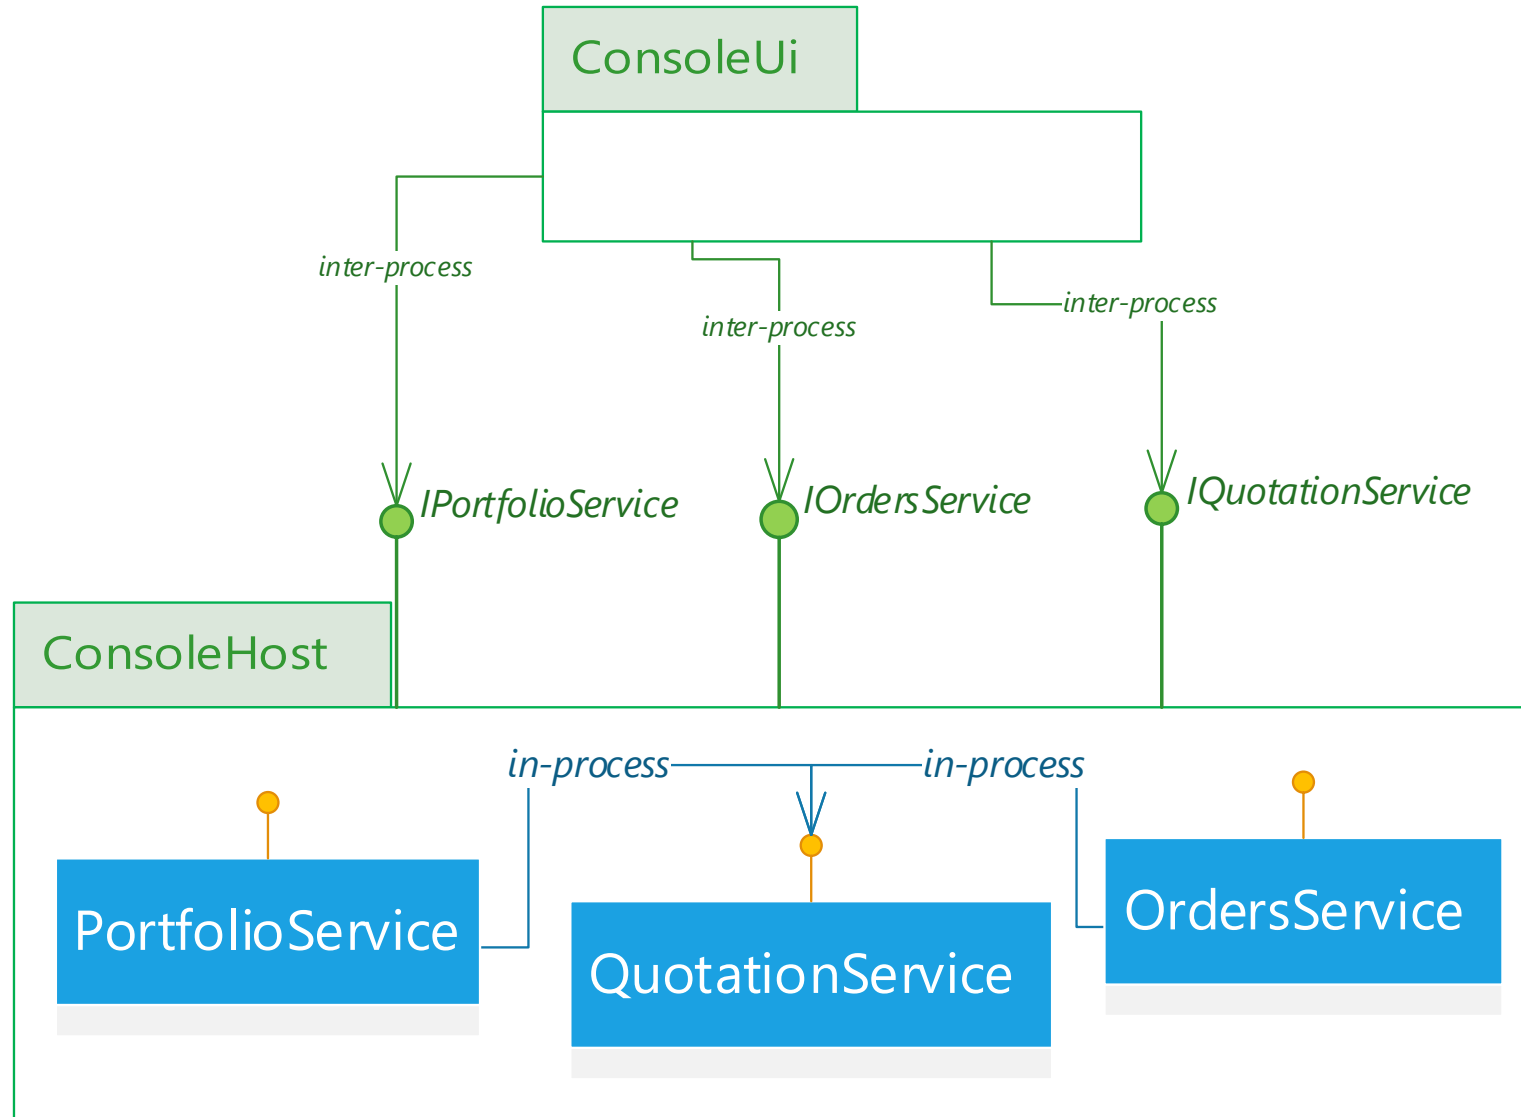 ConsoleUi
inter-process
inter-process
inter-process
IPortfolioService
IOrdersService
IQuotationService
ConsoleHost
in-process
in-process
PortfolioService
QuotationService
OrdersService